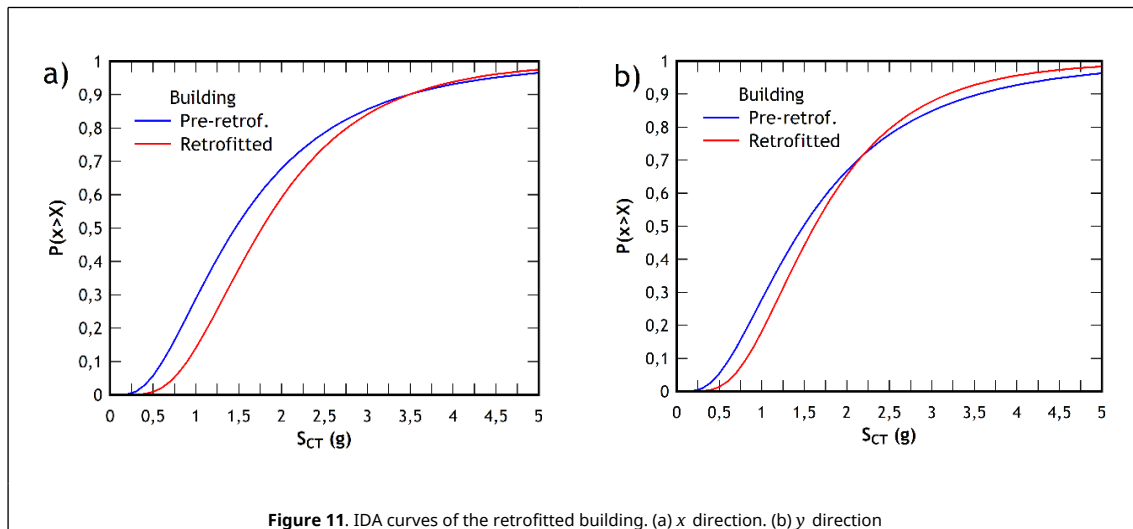 a)
Building
Pre-retrof.
Retrofitted
P(x>X)
1
0,9
0,8
0,7
0,6
0,5
0,4
0,3
0,2
0,1
0
0 0,5 1 1,5 2 2,5 3 3,5 4 4,5 5
S_CT (g)
b)
Building
Pre-retrof.
Retrofitted
P(x>X)
1
0,9
0,8
0,7
0,6
0,5
0,4
0,3
0,2
0,1
0
0 0,5 1 1,5 2 2,5 3 3,5 4 4,5 5
S_CT (g)
Figure 11. IDA curves of the retrofitted building. (a) x direction. (b) y direction